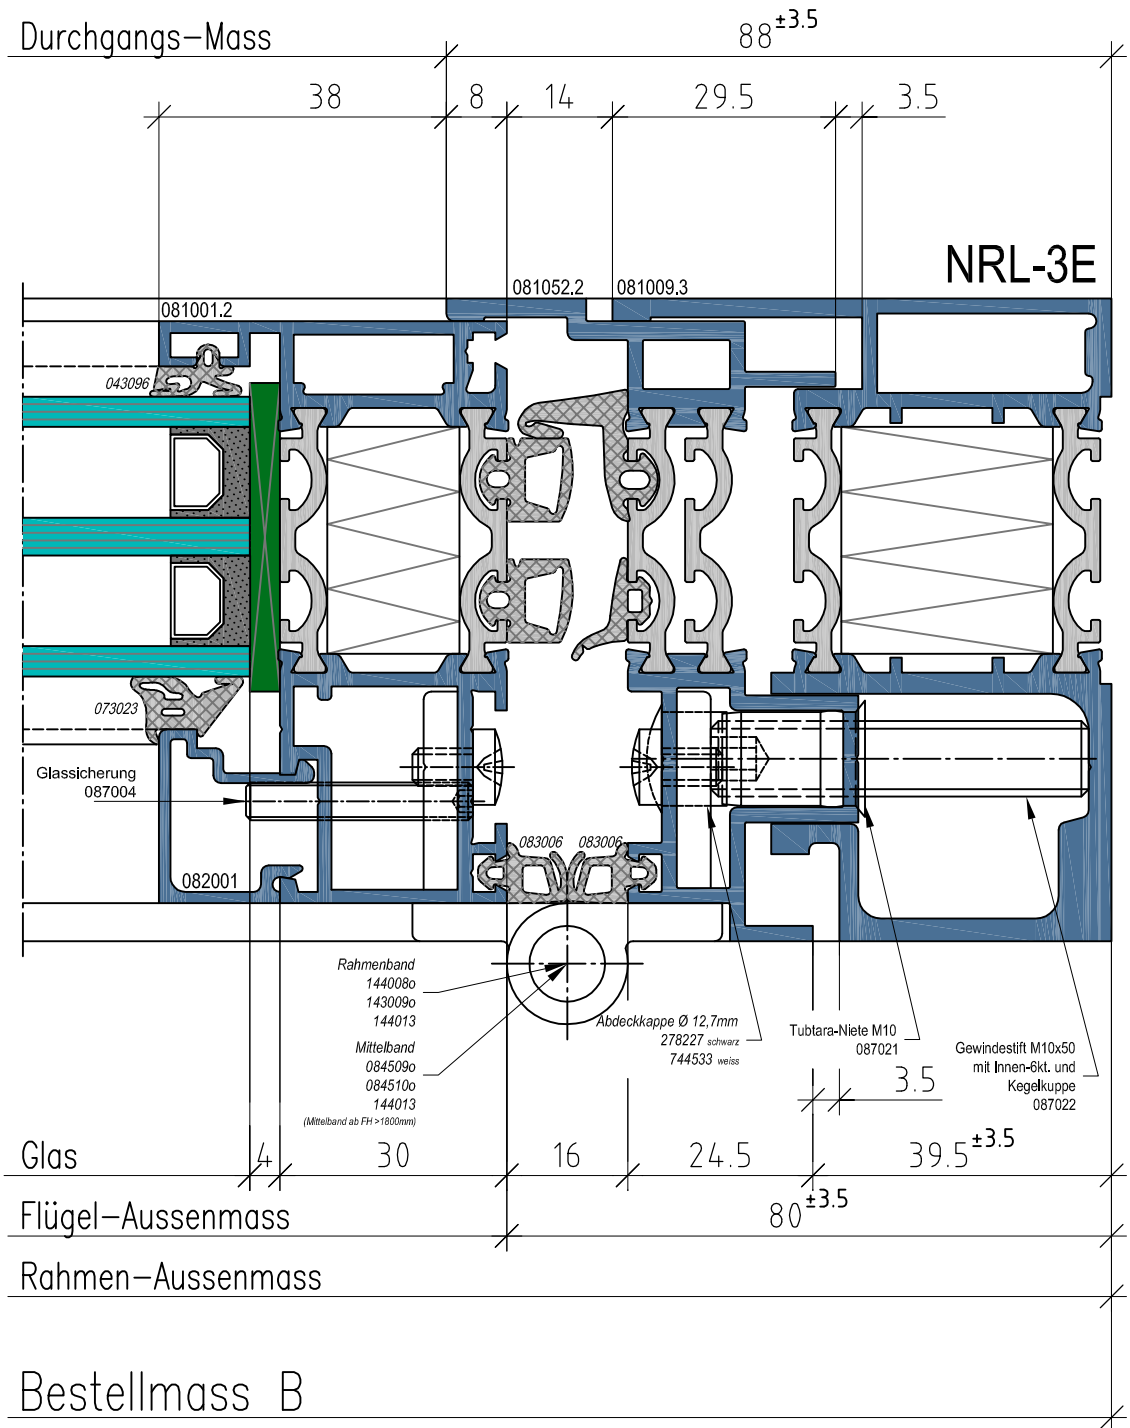 Durchgangs-Mass
88±3.5
38
8
14
29.5
3.5
NRL-3E
081001.2
081052.2
081009.3
043096
073023
Glassicherung
087004
083006
083006
082001
Rahmenband
144008o
143009o
144013
Mittelband
084509o
084510o
144013
(Mittelband ab FH >1800mm)
Abdeckkappe Ø 12,7mm
278227 schwarz
744533 weiss
Tubtara-Niete M10
087021
Gewindestift M10x50
mit Innen-6kt. und
Kegelkuppe
087022
3.5
Glas
4
30
16
24.5
39.5±3.5
Flügel-Aussenmass
80±3.5
Rahmen-Aussenmass
Bestellmass B